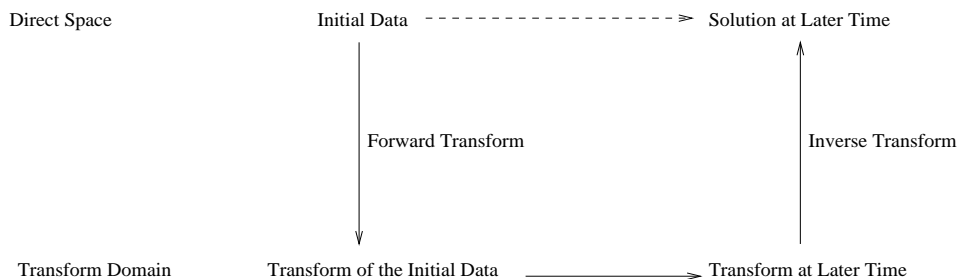 Direct Space
Initial Data
Solution at Later Time
Forward Transform
Inverse Transform
Transform Domain
Transform of the Initial Data
Transform at Later Time